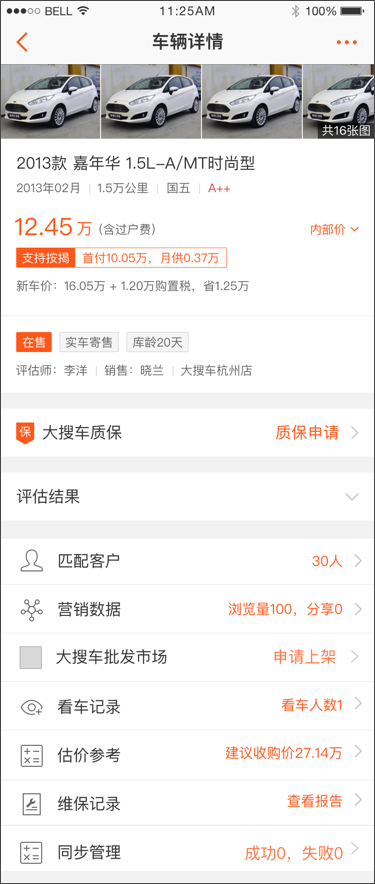 BELL 11:25AM 100%
车辆详情
共16张图
2013款 嘉年华 1.5L-A/MT时尚型
2013年02月 1.5万公里 国五 A++
12.45 万 (含过户费) 内部价
支持按揭 首付10.05万，月供0.37万
新车价：16.05万 + 1.20万购置税，省1.25万
在售 实车寄售 库龄20天
评估师：李洋 销售：晓兰 大搜车杭州店
保 大搜车质保 质保申请
评估结果
匹配客户 30人
营销数据 浏览量100，分享0
大搜车批发市场 申请上架
看车记录 看车人数1
估价参考 建议收购价27.14万
维保记录 查看报告
同步管理 成功0，失败0